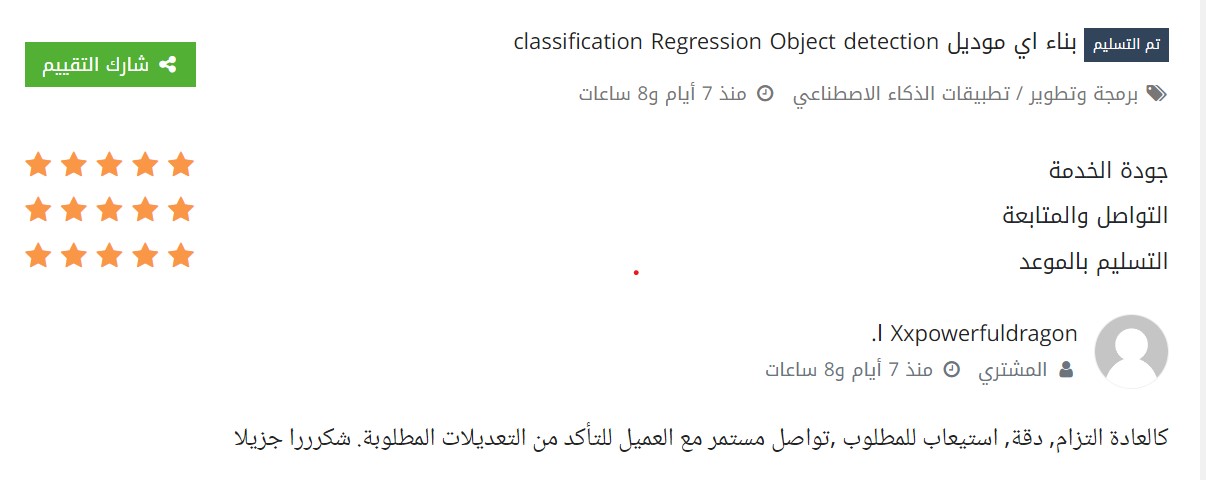 تم التسليم بناء اي موديل classification Regression Object detection
شارك التقييم
برمجة وتطوير / تطبيقات الذكاء الاصطناعي منذ 7 أيام و8 ساعات
جودة الخدمة
التواصل والمتابعة
التسليم بالموعد
Xxpowerfuldragon ا.
المشتري منذ 7 أيام و8 ساعات
كالعادة التزام, دقة, استيعاب للمطلوب ,تواصل مستمر مع العميل للتأكد من التعديلات المطلوبة. شكرررا جزيلا